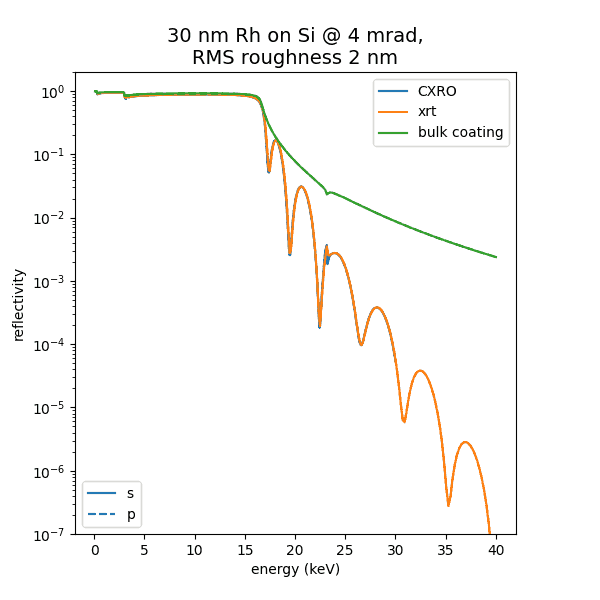 30 nm Rh on Si @ 4 mrad,
RMS roughness 2 nm
CXRO
xrt
bulk coating
reflectivity
10⁰
10⁻¹
10⁻²
10⁻³
10⁻⁴
10⁻⁵
10⁻⁶
10⁻⁷
s
p
0 5 10 15 20 25 30 35 40
energy (keV)